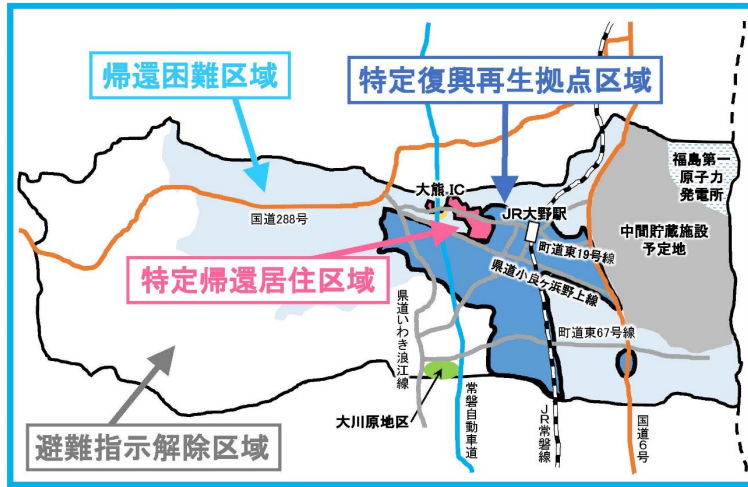 帰還困難区域
特定復興再生拠点区域
福島第一
原子力
発電所
大熊 IC
JR大野駅
国道288号
中間貯蔵施設
予定地
町道東19号線
特定帰還居住区域
県道小良ヶ浜野上線
県道いわき浪江線
町道東67号線
大川原地区
常磐自動車道
JR常磐線
国道6号
避難指示解除区域